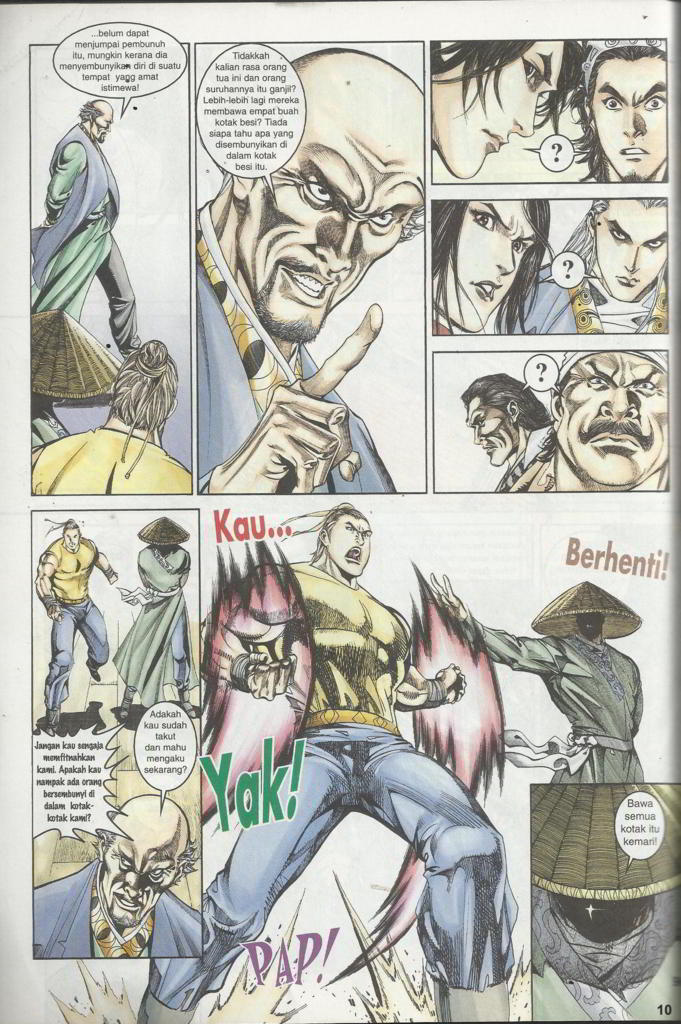 ...belum dapat
menjumpai pembunuh
itu, mungkin kerana dia
menyembunyikan diri di suatu
tempat yang amat
istimewa!
Tidakkah
kalian rasa orang
tua ini dan orang
suruhannya itu ganjil?
Lebih-lebih lagi mereka
membawa empat buah
kotak besi? Tiada
siapa tahu apa yang
disembunyikan di
dalam kotak
besi itu.
?
?
?
Jangan kau sengaja
memfitnahkan
kami. Apakah kau
nampak ada orang
bersembunyi di
dalam kotak-
kotak kami?
Adakah
kau sudah
takut
dan mahu
mengaku
sekarang?
Kau...
Yak!
PAP!
Berhenti!
Bawa
semua
kotak itu
kemari!
10